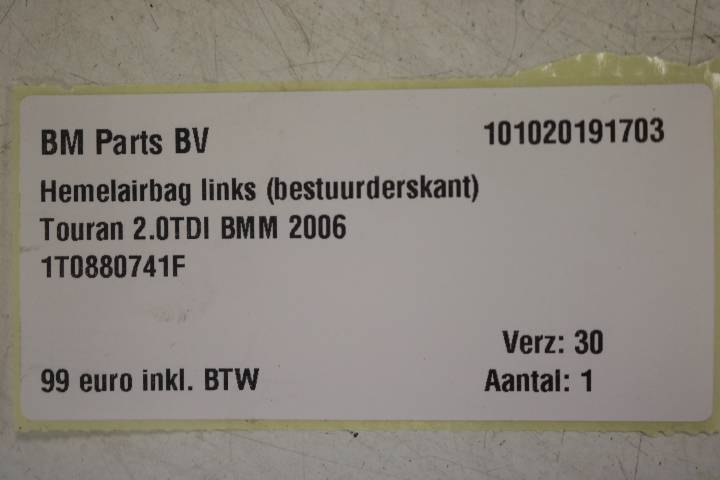 BM Parts BV 101020191703
Hemelairbag links (bestuurderskant)
Touran 2.0TDI BMM 2006
1T0880741F
Verz: 30
99 euro inkl. BTW Aantal: 1